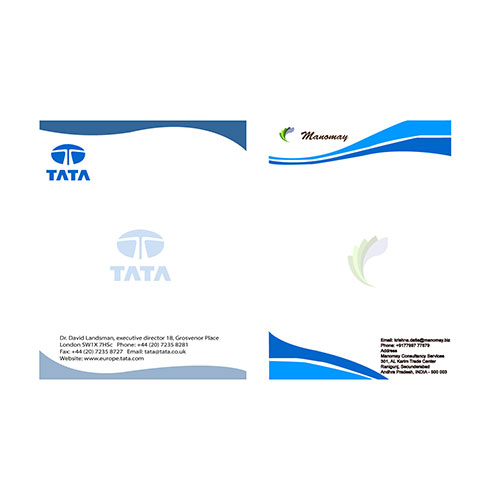 TATA
TATA
Dr. David Landsman, executive director 18, Grosvenor Place
London SW1X 7HSc Phone: +44 (20) 7235 8281
Fax: +44 (20) 7235 8727 Email: tata@tata.co.uk
Website: www.europe.tata.com
Manomay
Email: krishna.datla@manomay.biz
Phone: +9177997 77879
Address
Manomay Consultancy Services
301, AL Karim Trade Center
Ranigunj, Secunderabad
Andhra Pradesh, INDIA - 500 003